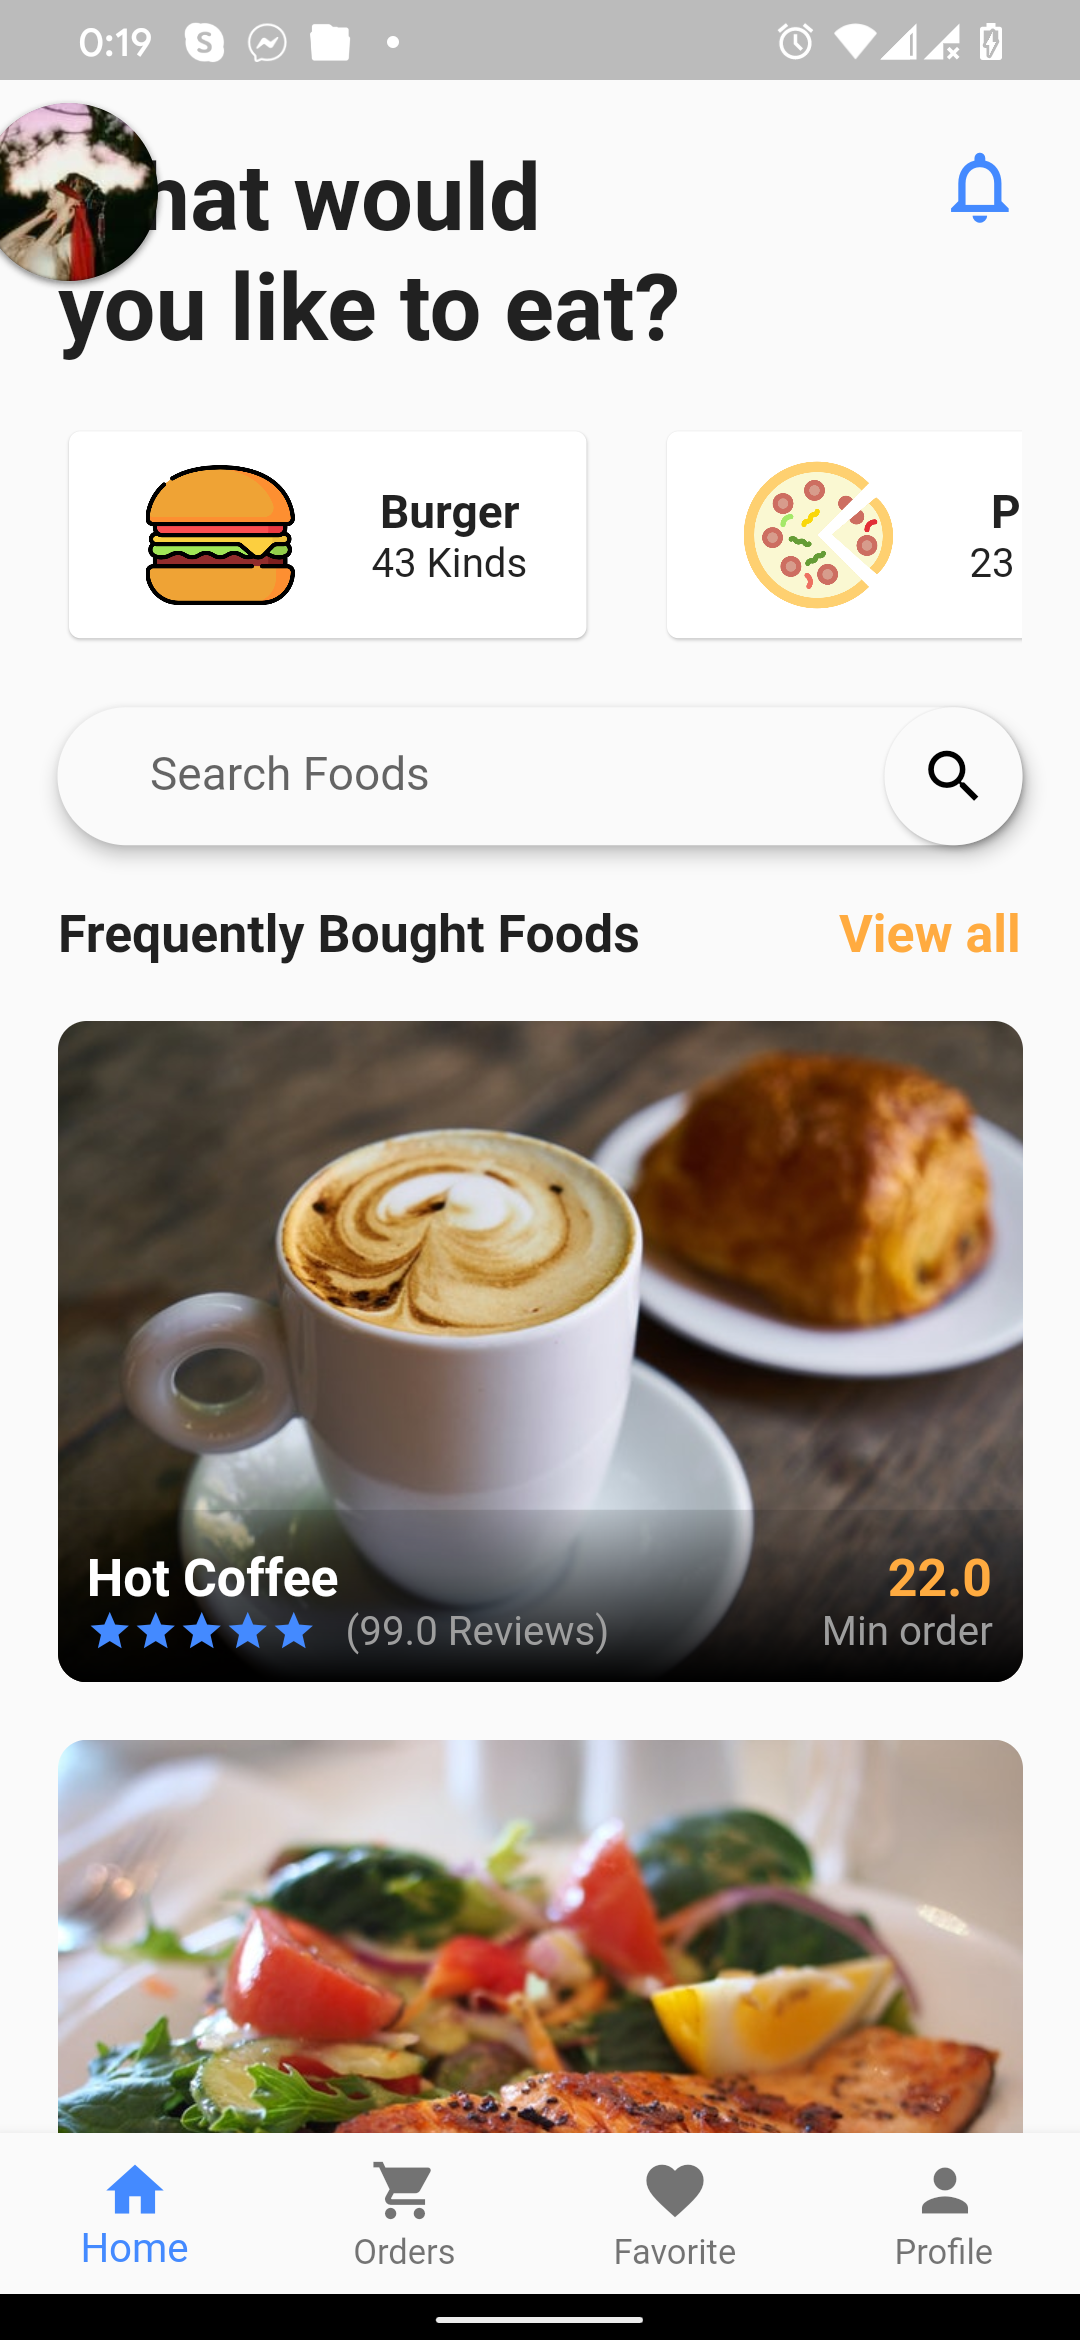 0:19
hat would
you like to eat?
Burger
43 Kinds
P
23
Search Foods
Frequently Bought Foods
View all
Hot Coffee
22.0
(99.0 Reviews)
Min order
Home
Orders
Favorite
Profile